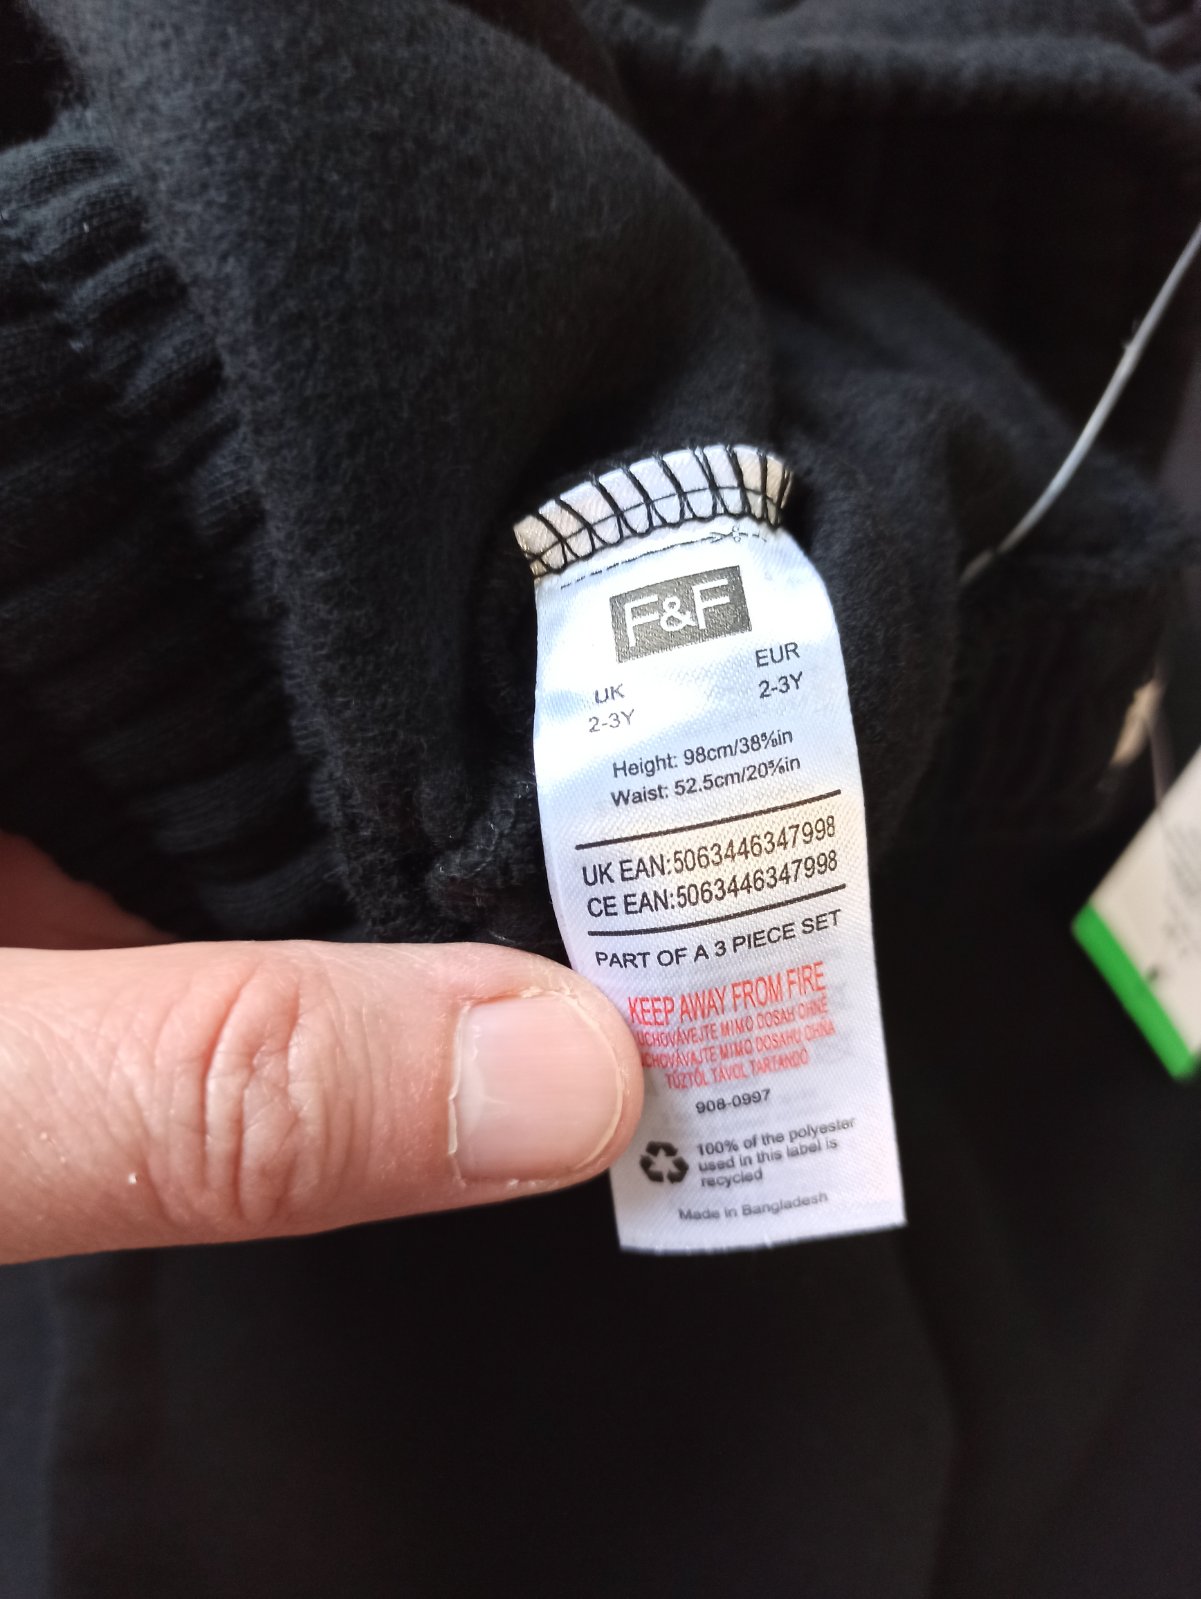 F&F
UK EUR
2-3Y 2-3Y
Height: 98cm/38⅝in
Waist: 52.5cm/20⅝in
UK EAN:5063446347998
CE EAN:5063446347998
PART OF A 3 PIECE SET
KEEP AWAY FROM FIRE
UCHOVÁVEJTE MIMO DOSAH OHNĚ
UCHOVÁVAJTE MIMO DOSAHU OHŇA
TŰZTŐL TÁVOL TARTANDÓ
908-0997
100% of the polyester
used in this label is
recycled
Made in Bangladesh